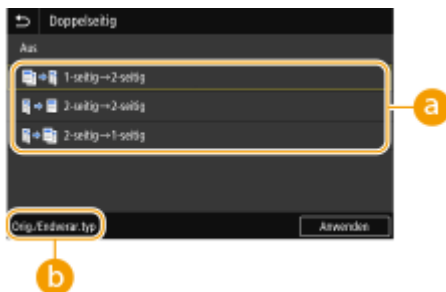 Doppelseitig
Aus
1-seitig→2-seitig
2-seitig→2-seitig
2-seitig→1-seitig
a
Orig./Endverar.typ
Anwenden
b